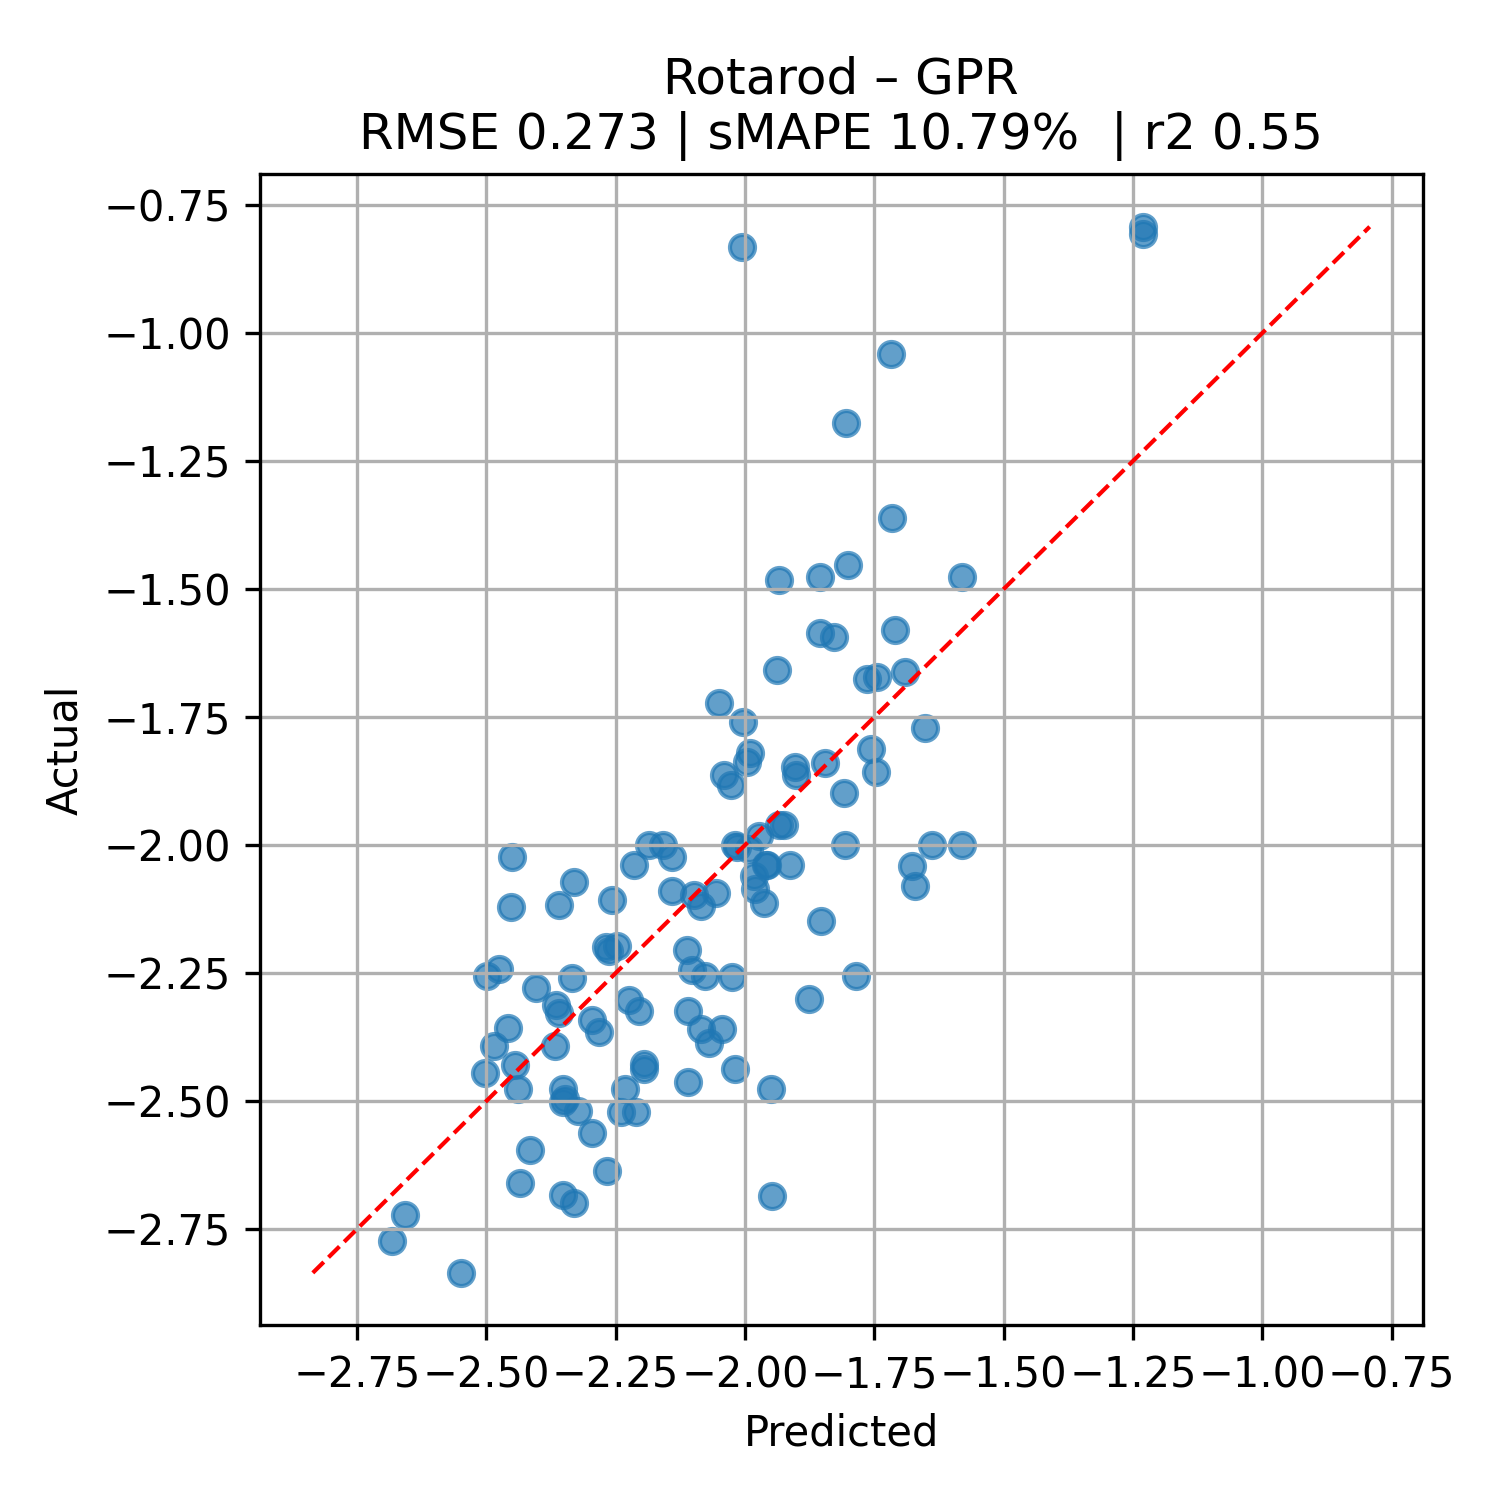 Rotarod – GPR
RMSE 0.273 | sMAPE 10.79%  | r2 0.55
−0.75
−1.00
−1.25
−1.50
−1.75
−2.00
−2.25
−2.50
−2.75
Actual
−2.75 −2.50 −2.25 −2.00 −1.75 −1.50 −1.25 −1.00 −0.75
Predicted